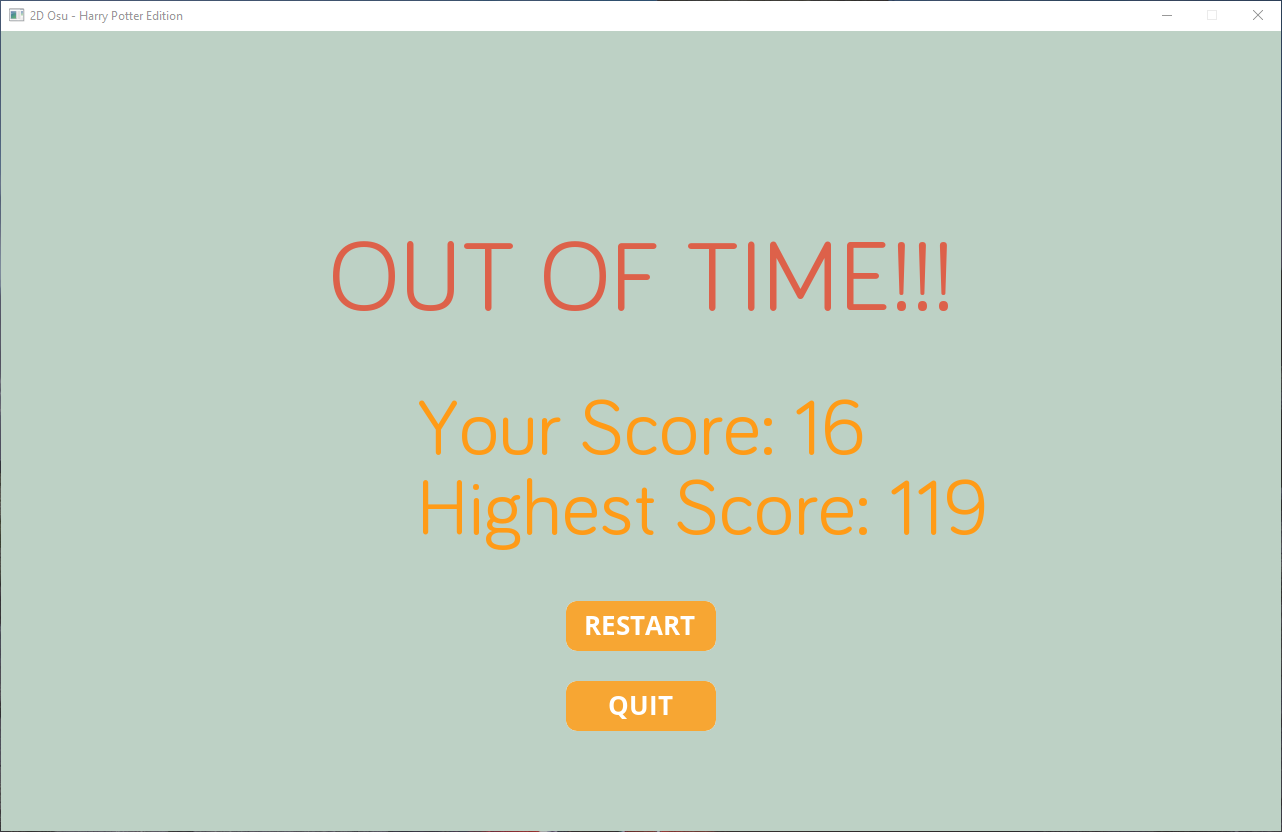 2D Osu - Harry Potter Edition
OUT OF TIME!!!
Your Score: 16
Highest Score: 119
RESTART
QUIT